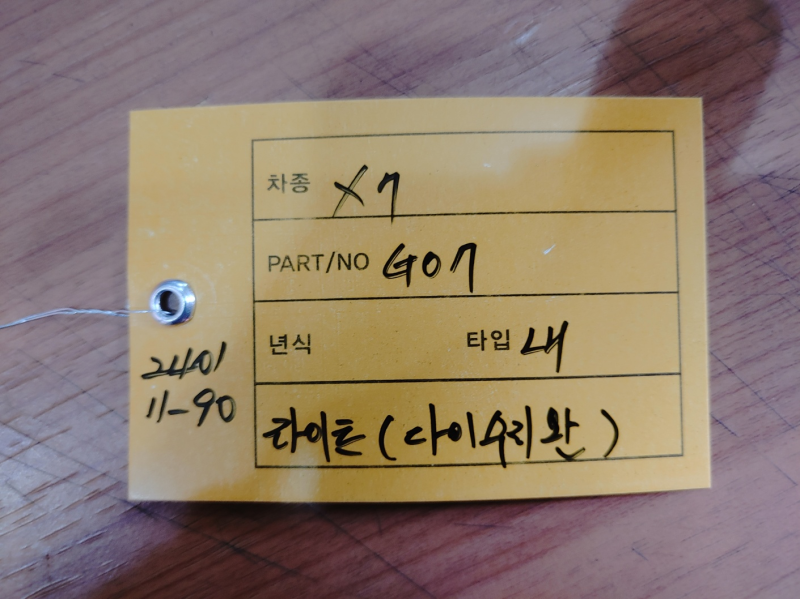 차종 X7
PART/NO G07
년식 타입 내
라이트 (다이수리완)
2401
11-90